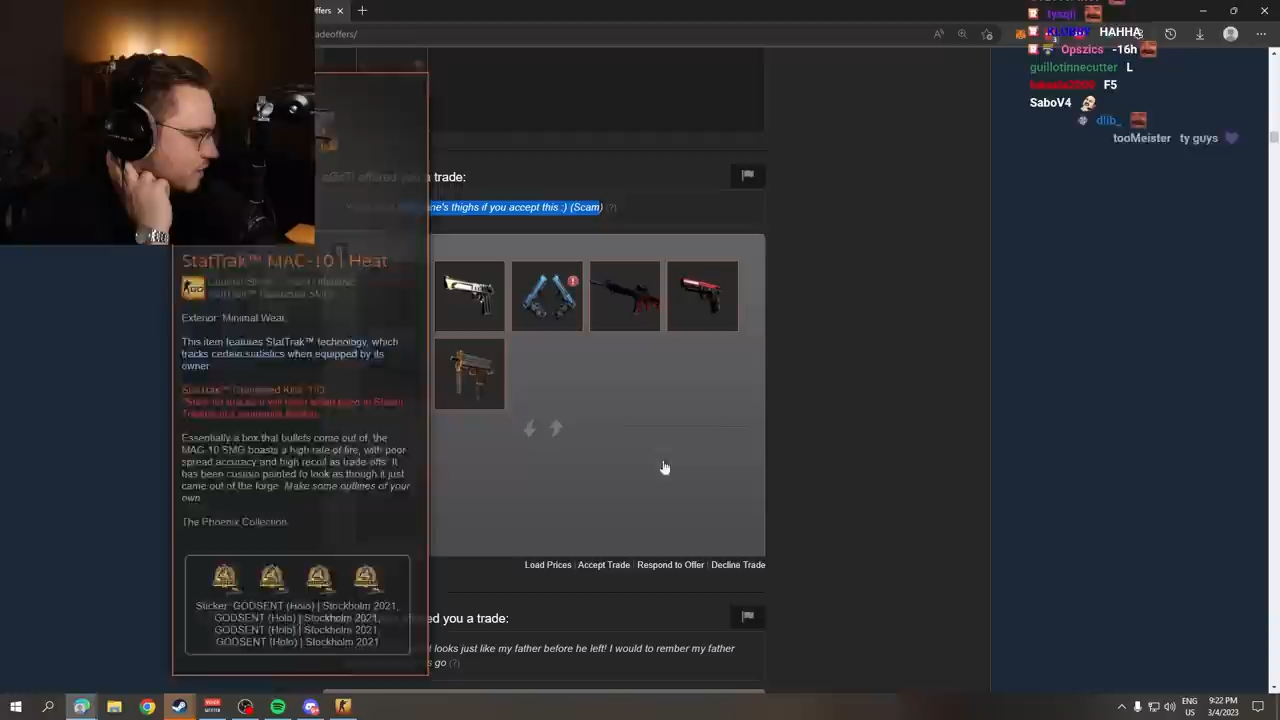 offers
tradeoffers/
HAHHA
Opszics -16h
guillotinnecutter L
F5
SaboV4
dlib_
tooMeister ty guys
offered you a trade:
ne's thighs if you accept this :) (Scam) (?)
StatTrak™ MAC-10 | Heat
Exterior: Minimal Wear
This item features StatTrak™ technology, which
tracks certain statistics when equipped by its
owner.
Essentially a box that bullets come out of, the
MAC-10 SMG boasts a high rate of fire, with poor
spread accuracy and high recoil as trade-offs. It
has been custom painted to look as though it just
came out of the forge. Make some outlines of your
own
The Phoenix Collection
Sticker: GODSENT (Holo) | Stockholm 2021,
GODSENT (Holo) | Stockholm 2021,
GODSENT (Holo) | Stockholm 2021,
GODSENT (Holo) | Stockholm 2021
Load Prices Accept Trade Respond to Offer Decline Trade
ed you a trade:
looks just like my father before he left! I would to rember my father
s go (?)
ENG
US
9:22 PM
3/4/2023